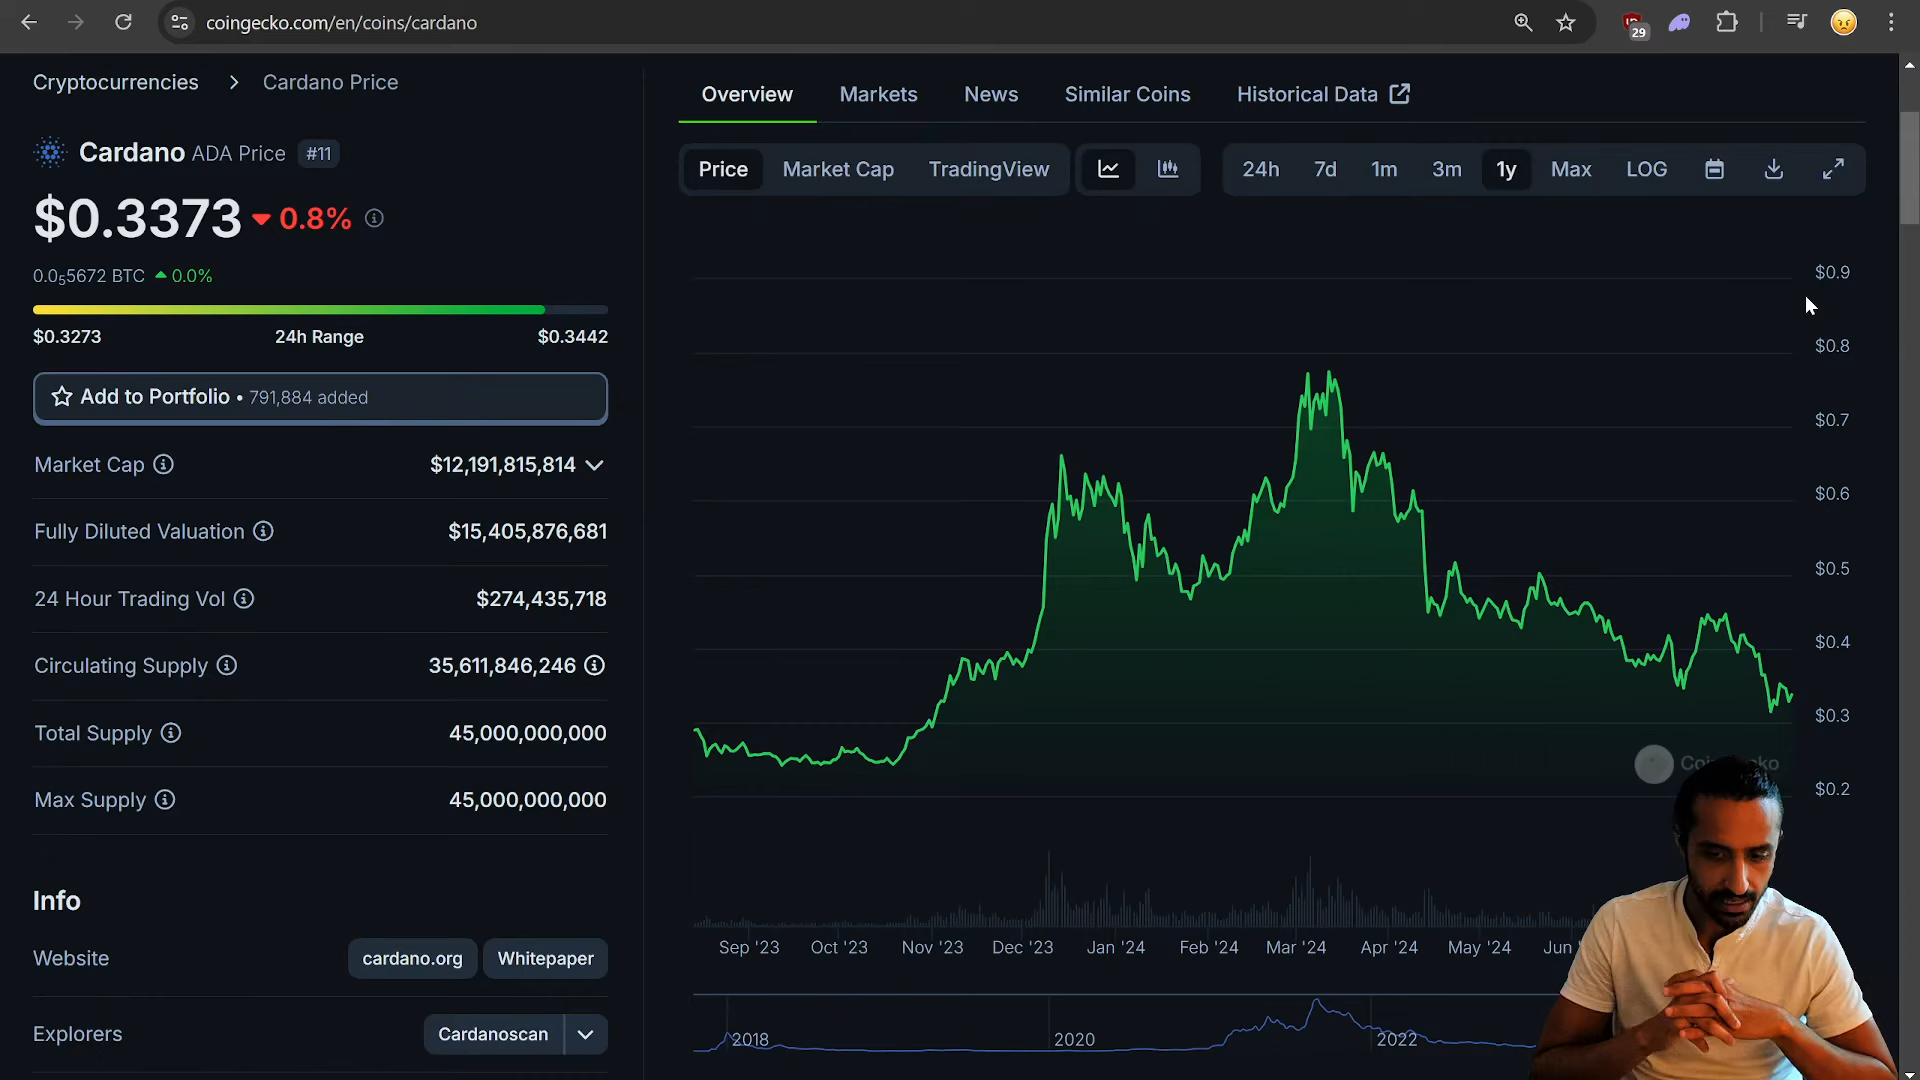 coingecko.com/en/coins/cardano
29
Cryptocurrencies > Cardano Price
Cardano ADA Price #11
$0.3373 0.8%
0.0₅5672 BTC 0.0%
$0.3273 24h Range $0.3442
Add to Portfolio • 791,884 added
Market Cap $12,191,815,814
Fully Diluted Valuation $15,405,876,681
24 Hour Trading Vol $274,435,718
Circulating Supply 35,611,846,246
Total Supply 45,000,000,000
Max Supply 45,000,000,000
Info
Website cardano.org Whitepaper
Explorers Cardanoscan
Overview Markets News Similar Coins Historical Data
Price Market Cap TradingView 24h 7d 1m 3m 1y Max LOG
$0.9
$0.8
$0.7
$0.6
$0.5
$0.4
$0.3
$0.2
Sep '23 Oct '23 Nov '23 Dec '23 Jan '24 Feb '24 Mar '24 Apr '24 May '24 Jun
2018 2020 2022